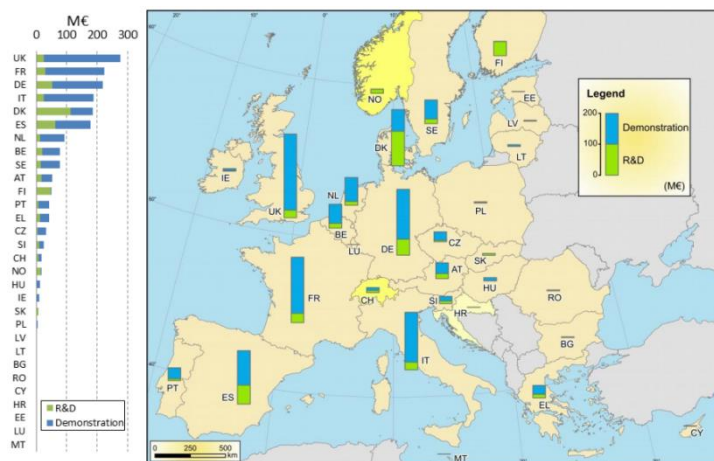 M€
0 100 200 300
UK
FR
DE
IT
DK
ES
NL
BE
SE
AT
FI
PT
EL
CZ
SI
CH
NO
HU
IE
SK
PL
LV
LT
BG
RO
CY
HR
EE
LU
MT
R&D
Demonstration
FI
NO
SE
EE
LV
LT
DK
IE
UK
NL
BE
LU
DE
PL
CZ
SK
AT
HU
CH
SI
HR
RO
FR
IT
BG
PT
ES
EL
CY
MT
Legend
200
100
0
Demonstration
R&D
(M€)
0 250 500
km